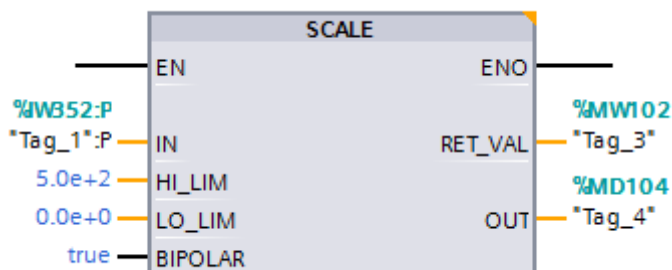 SCALE
EN ENO
%IW352:P %MW102
"Tag_1":P IN RET_VAL "Tag_3"
5.0e+2 HI_LIM %MD104
0.0e+0 LO_LIM OUT "Tag_4"
true BIPOLAR